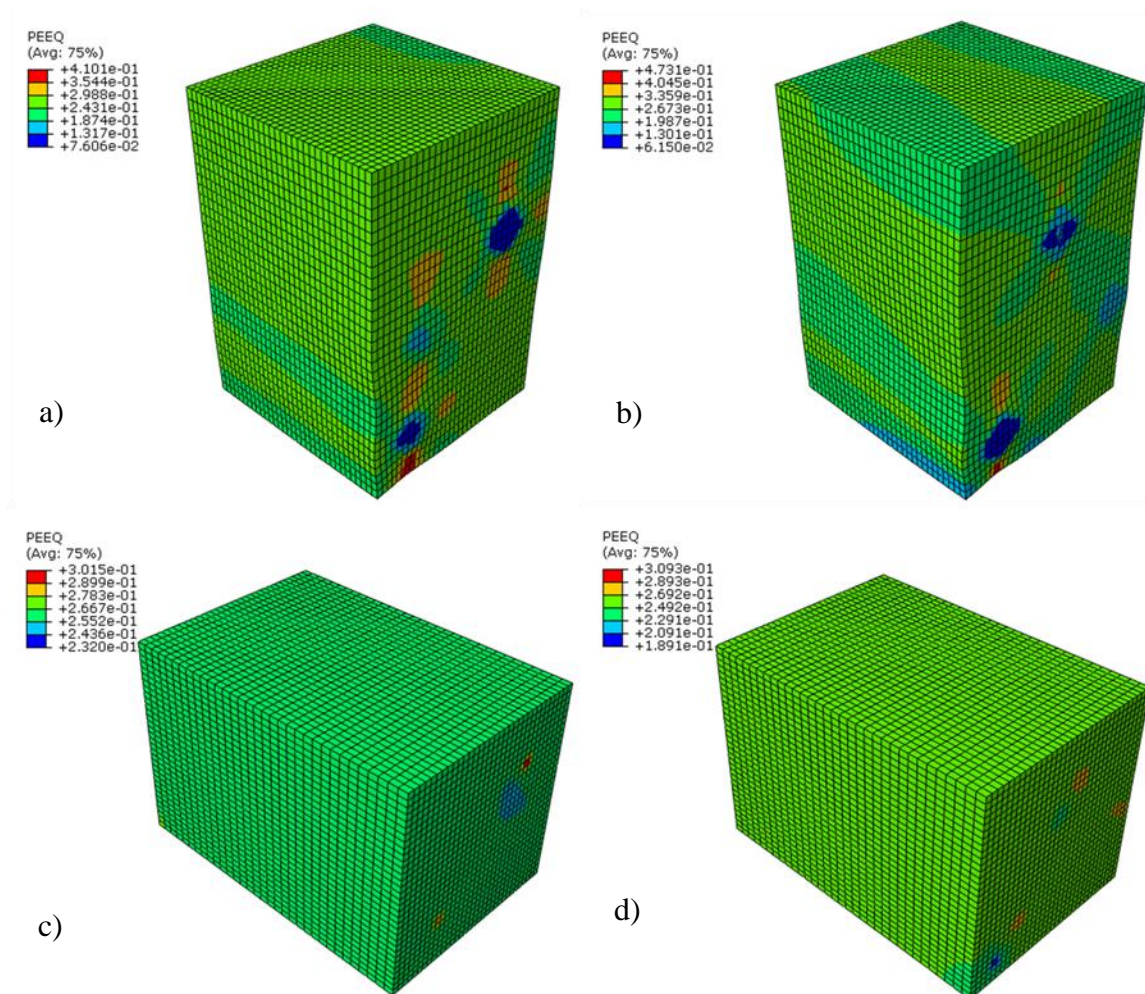 PEEQ
(Avg: 75%)
+4.101e-01
+3.544e-01
+2.988e-01
+2.431e-01
+1.874e-01
+1.317e-01
+7.606e-02
a)
PEEQ
(Avg: 75%)
+4.731e-01
+4.045e-01
+3.359e-01
+2.673e-01
+1.987e-01
+1.301e-01
+6.150e-02
b)
PEEQ
(Avg: 75%)
+3.015e-01
+2.899e-01
+2.783e-01
+2.667e-01
+2.552e-01
+2.436e-01
+2.320e-01
c)
PEEQ
(Avg: 75%)
+3.093e-01
+2.893e-01
+2.692e-01
+2.492e-01
+2.291e-01
+2.091e-01
+1.891e-01
d)